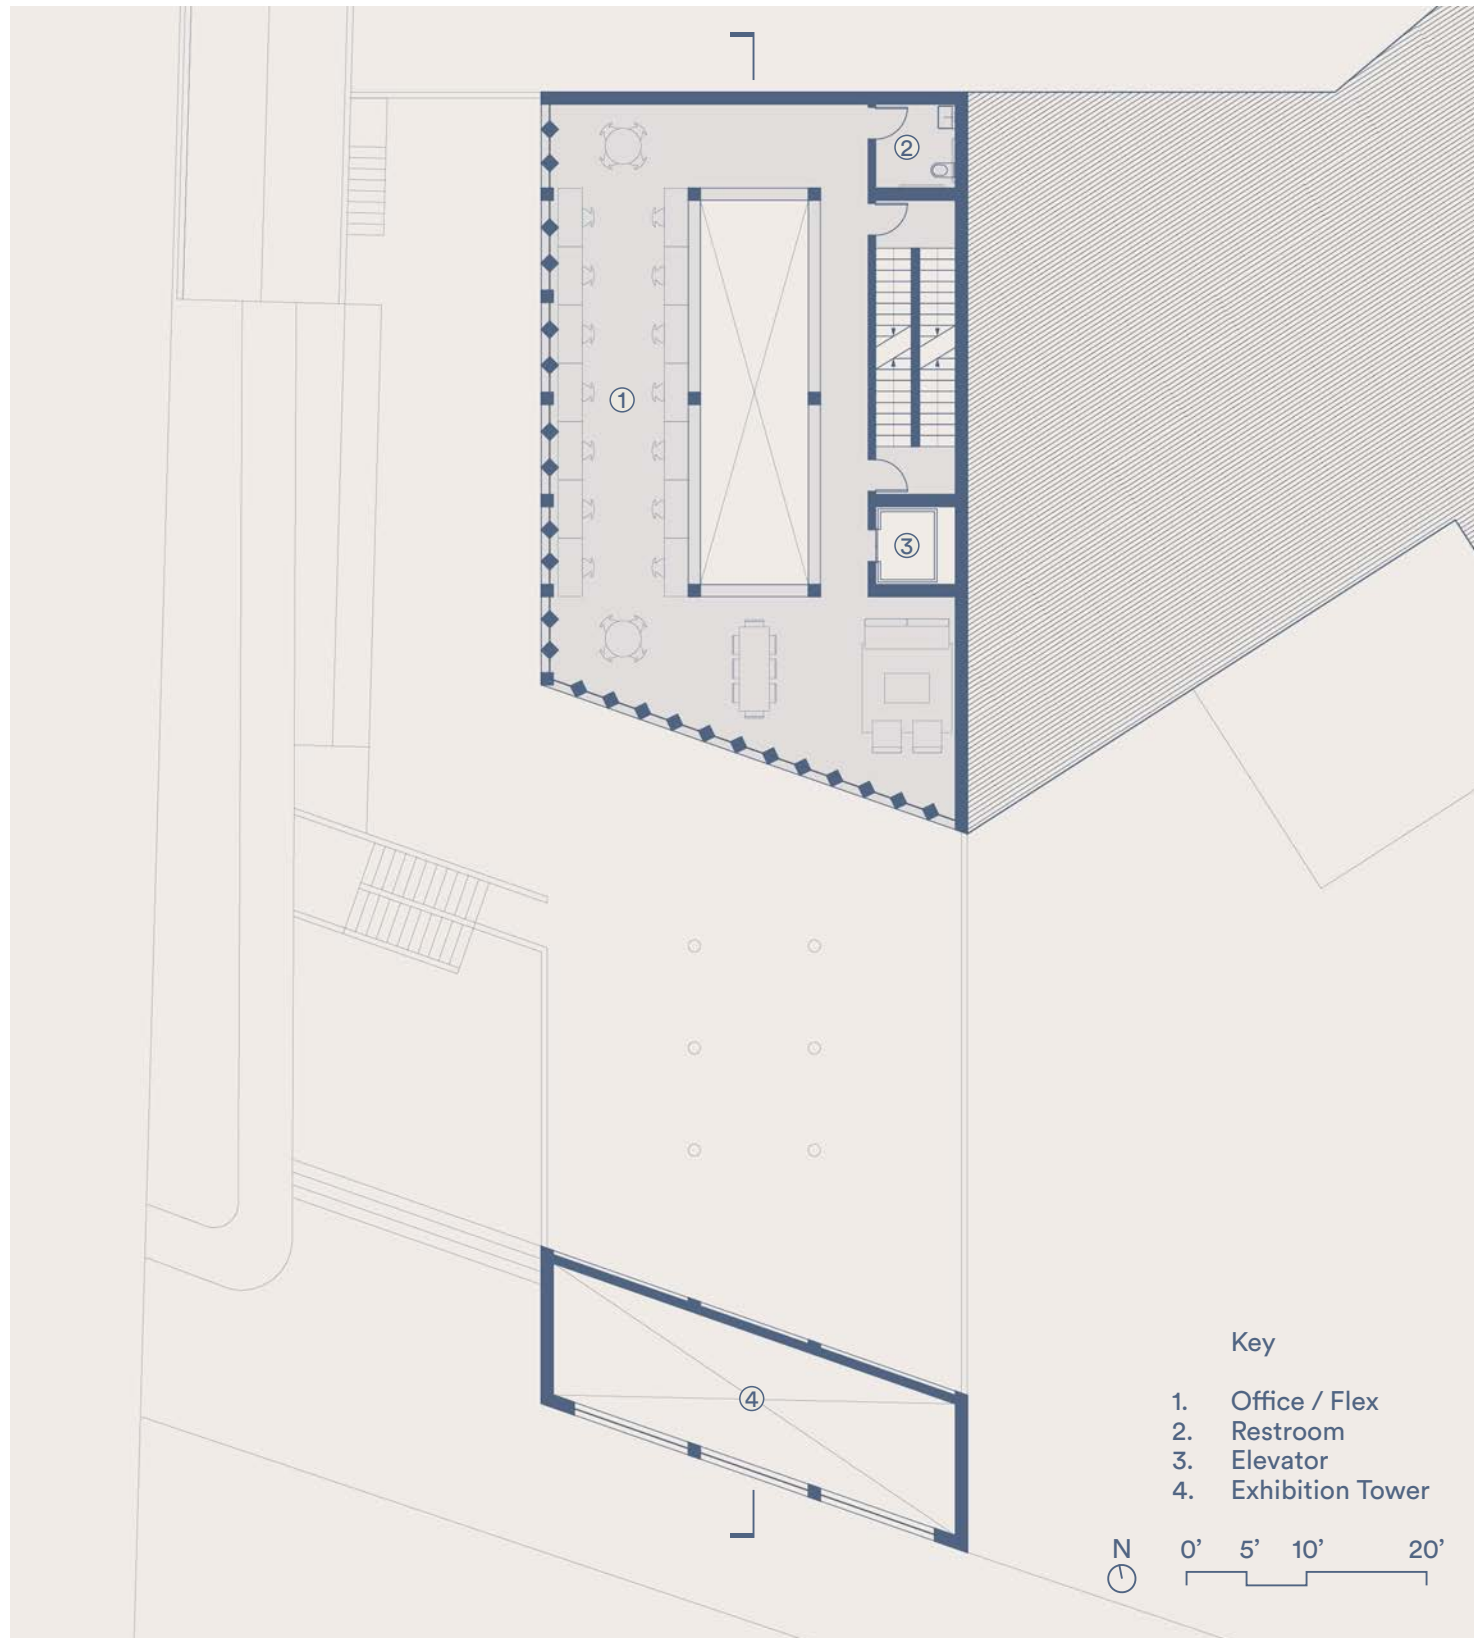 ②
①
③
④
Key
1. Office / Flex
2. Restroom
3. Elevator
4. Exhibition Tower
N 0’ 5’ 10’ 20’